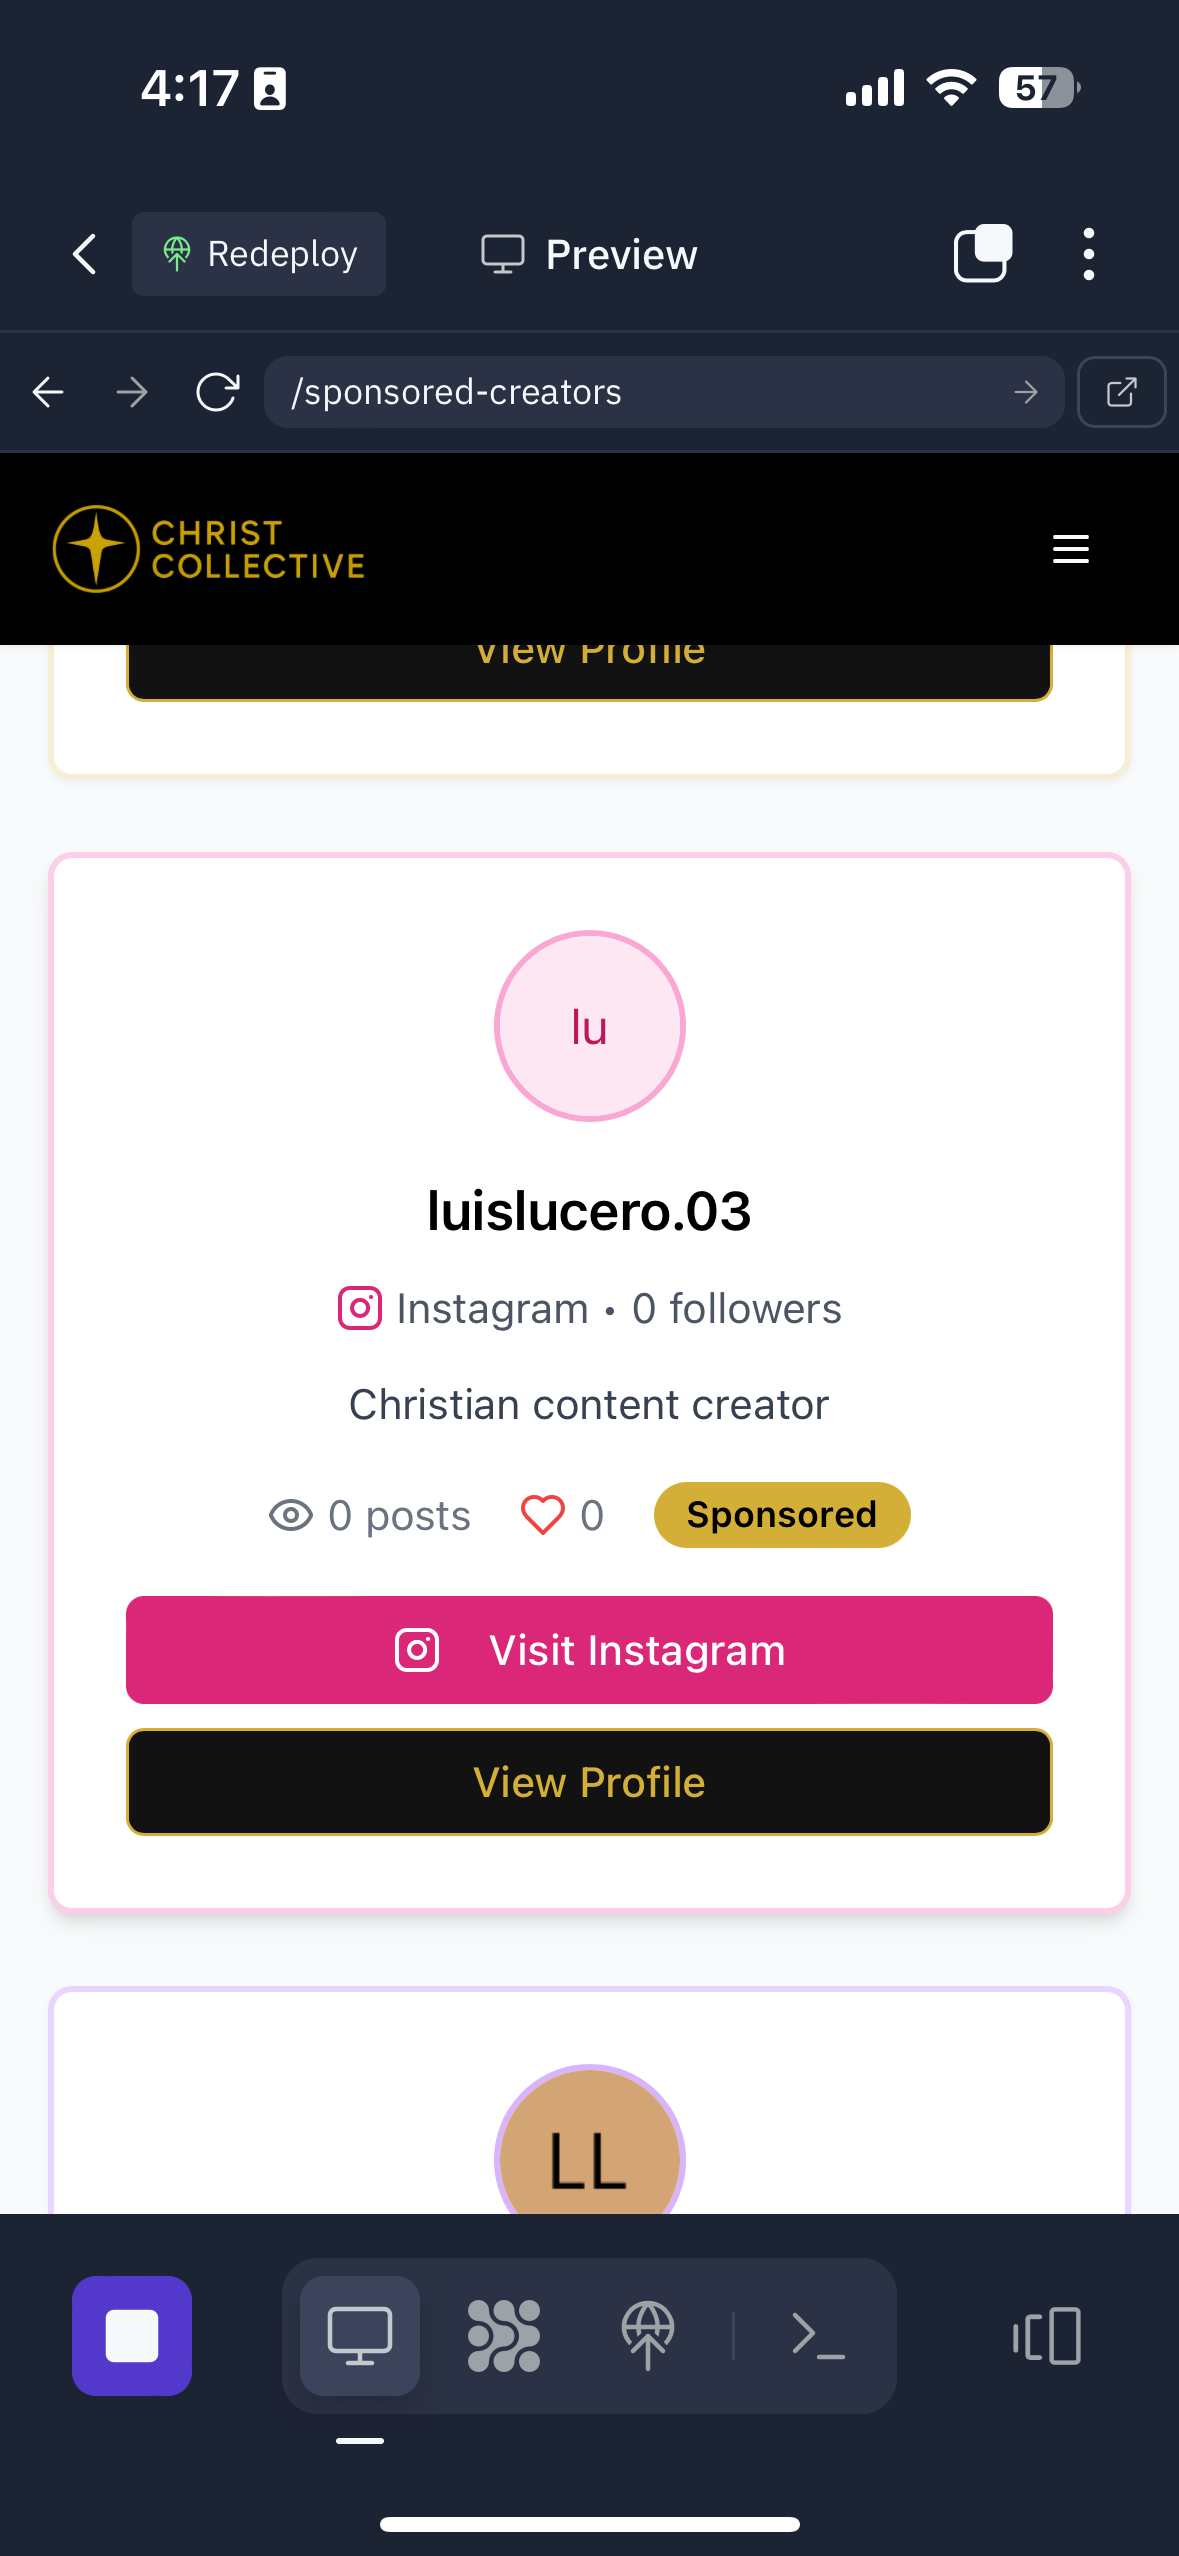 4:17
57
Redeploy
Preview
/sponsored-creators
CHRIST
COLLECTIVE
View Profile
lu
luislucero.03
Instagram • 0 followers
Christian content creator
0 posts
0
Sponsored
Visit Instagram
View Profile
LL